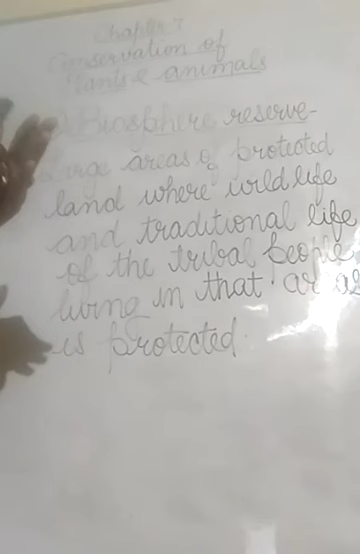 Chapter 7
Conservation of
Plants & animals
Biosphere reserve-
Large areas of protected
land where wildlife
and traditional life
of the tribal people
living in that areas
is protected.